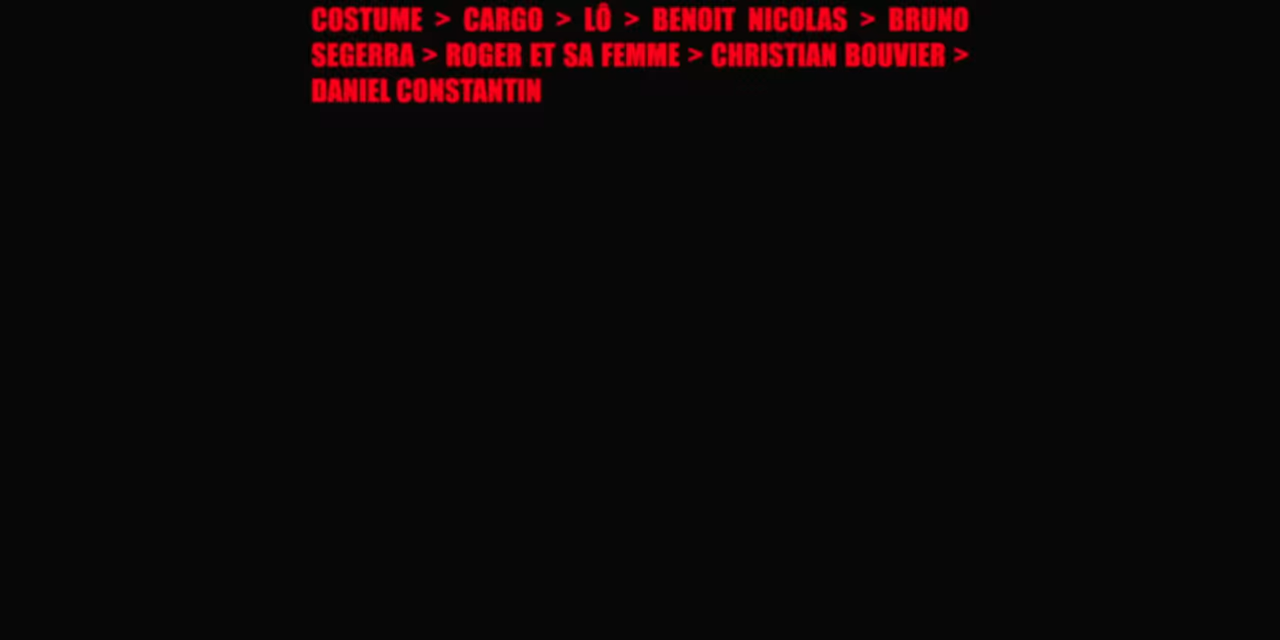 COSTUME > CARGO > LÔ > BENOIT NICOLAS > BRUNO
SEGERRA > ROGER ET SA FEMME > CHRISTIAN BOUVIER >
DANIEL CONSTANTIN